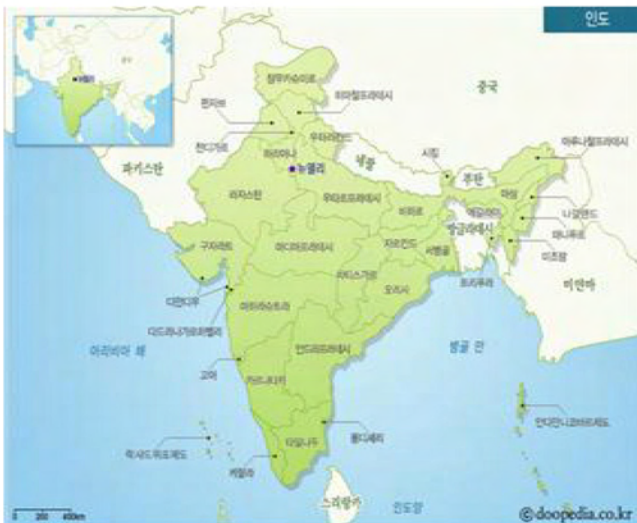 인도
중국
잠무카슈미르
히마찰프라데시
펀자브
찬디가르
우타라칸드
하리아나
뉴델리
파키스탄
네팔
시킴
부탄
아루나찰프라데시
라자스탄
우타르프라데시
비하르
아삼
나갈랜드
메갈라야
방글라데시
마니푸르
미조람
구자라트
마디아프라데시
자르칸드
서벵골
차티스가르
트리푸라
미얀마
다만디우
마하라슈트라
오리사
다드라나가르하벨리
안드라프라데시
아라비아 해
벵골 만
고아
카르나타카
안다만니코바르제도
퐁디셰리
타밀나두
락샤드위프제도
케랄라
스리랑카
인도양
0 200 400km
©doopedia.co.kr